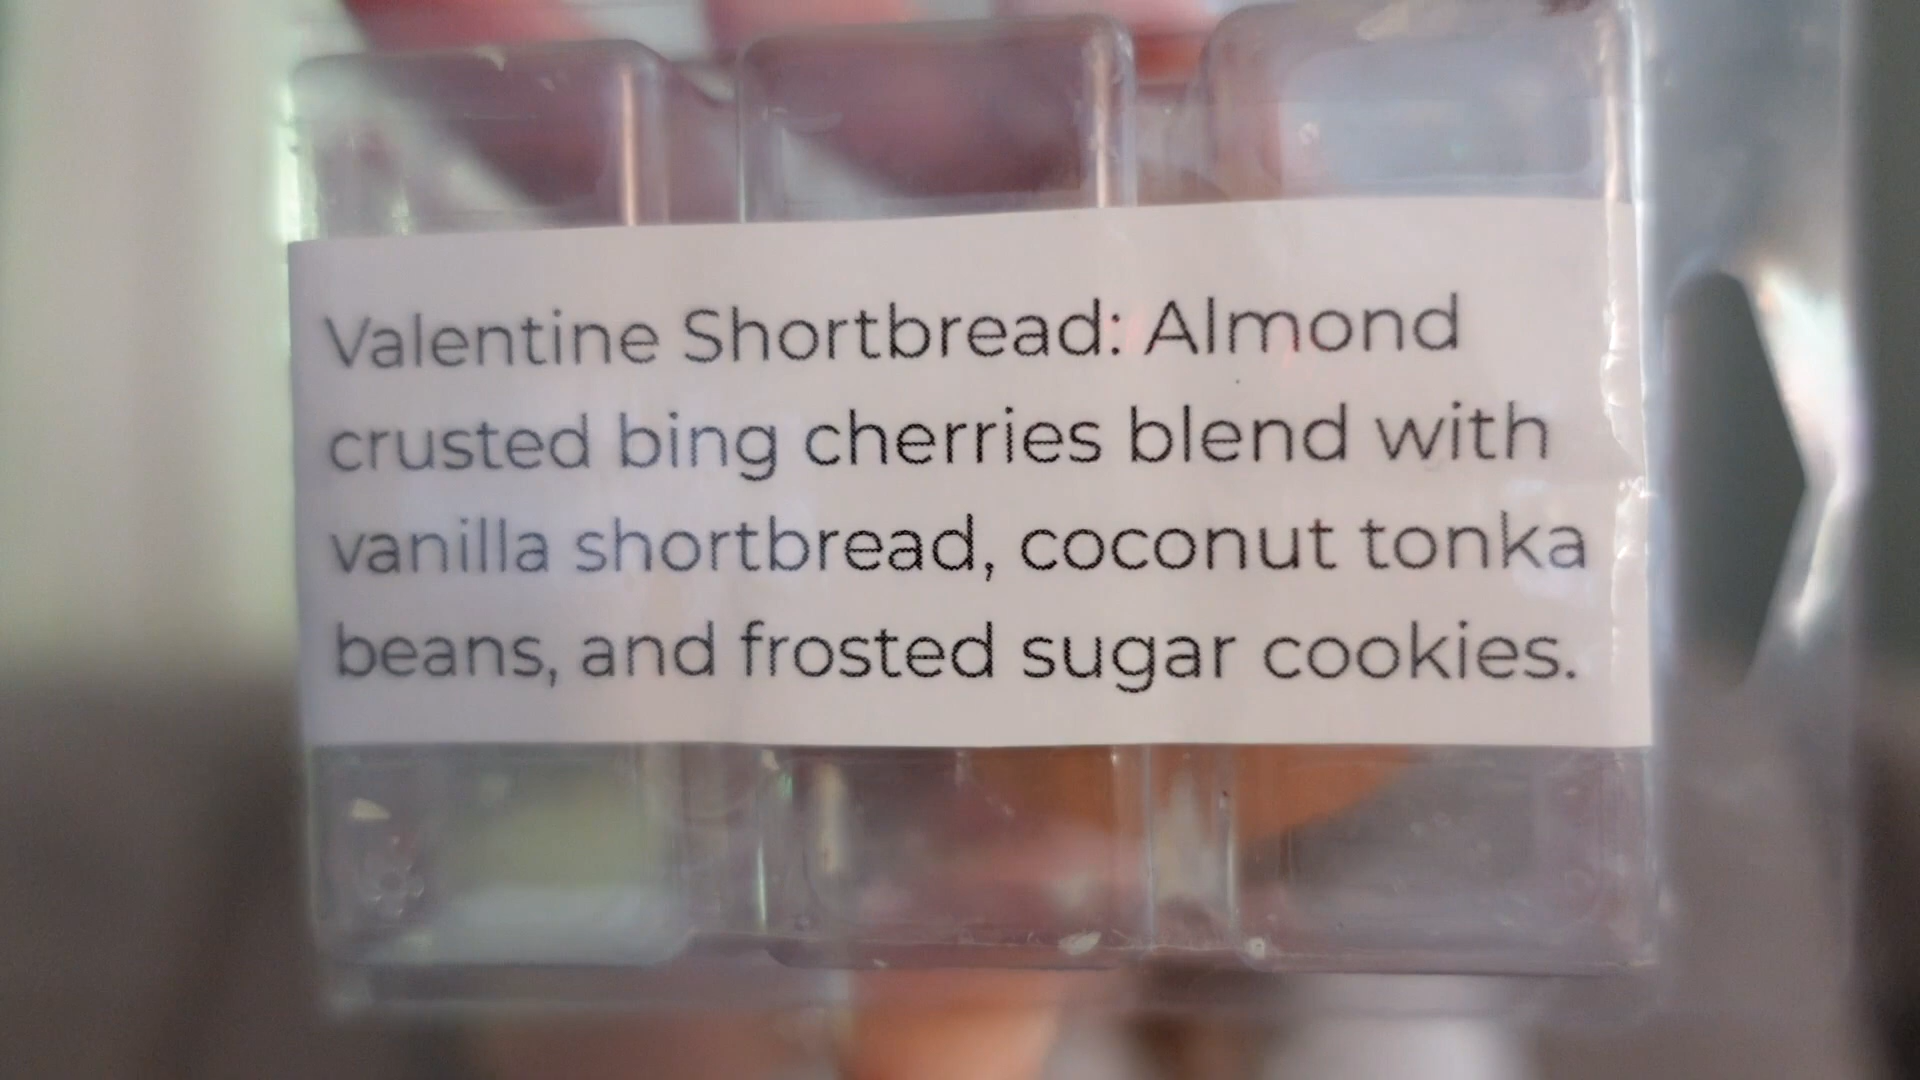 Valentine Shortbread: Almond
crusted bing cherries blend with
vanilla shortbread, coconut tonka
beans, and frosted sugar cookies.